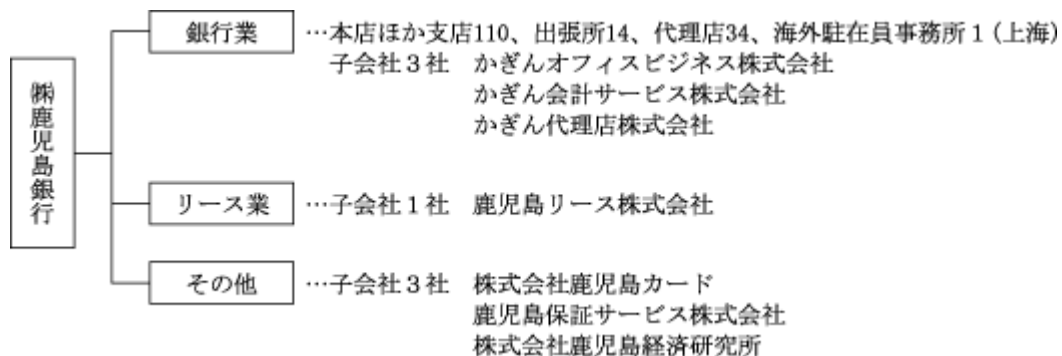 ㈱鹿児島銀行
銀行業 …本店ほか支店110、出張所14、代理店34、海外駐在員事務所1(上海)
子会社3社 かぎんオフィスビジネス株式会社
かぎん会計サービス株式会社
かぎん代理店株式会社
リース業 …子会社1社 鹿児島リース株式会社
その他 …子会社3社 株式会社鹿児島カード
鹿児島保証サービス株式会社
株式会社鹿児島経済研究所